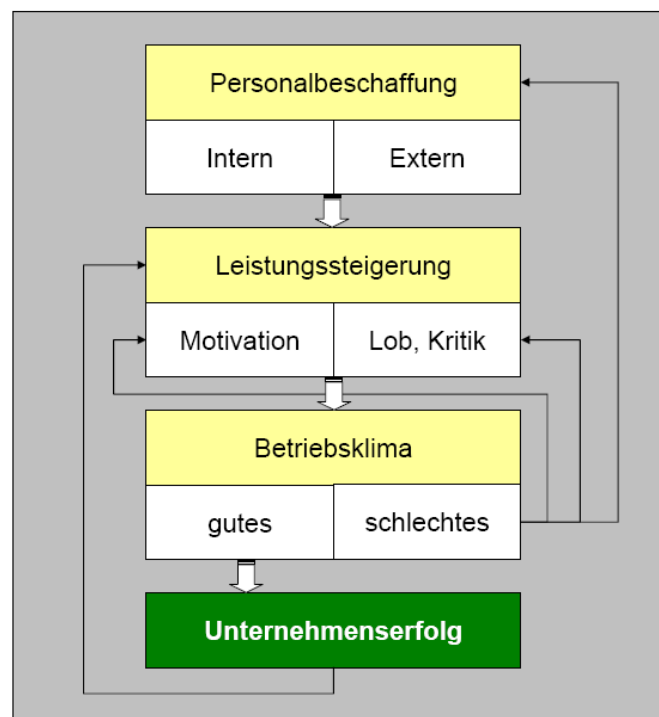 Personalbeschaffung
Intern Extern
Leistungssteigerung
Motivation Lob, Kritik
Betriebsklima
gutes schlechtes
Unternehmenserfolg